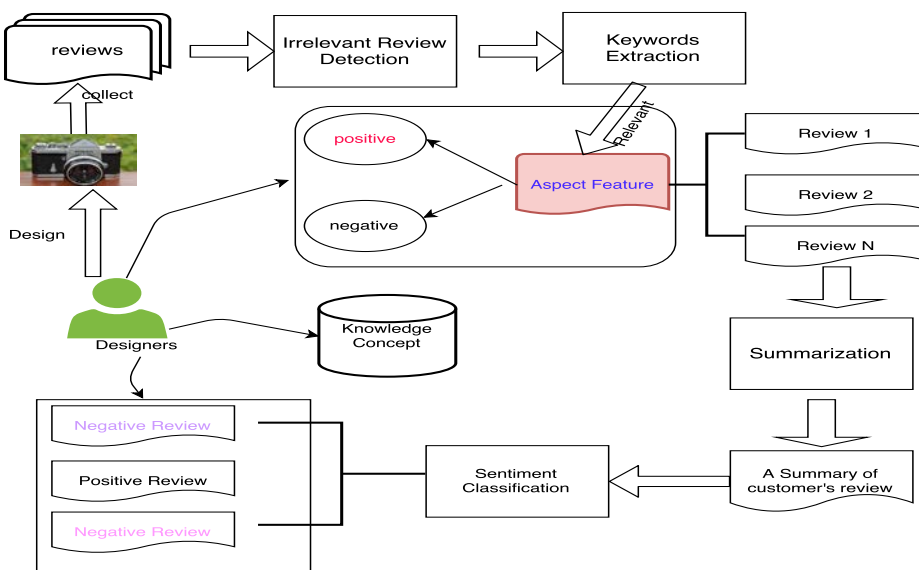 reviews
Irrelevant Review
Detection
Keywords
Extraction
collect
Relevant
positive
Aspect Feature
negative
Review 1
Review 2
Review N
Design
Designers
Knowledge
Concept
Summarization
Negative Review
Positive Review
Negative Review
Sentiment
Classification
A Summary of
customer's review